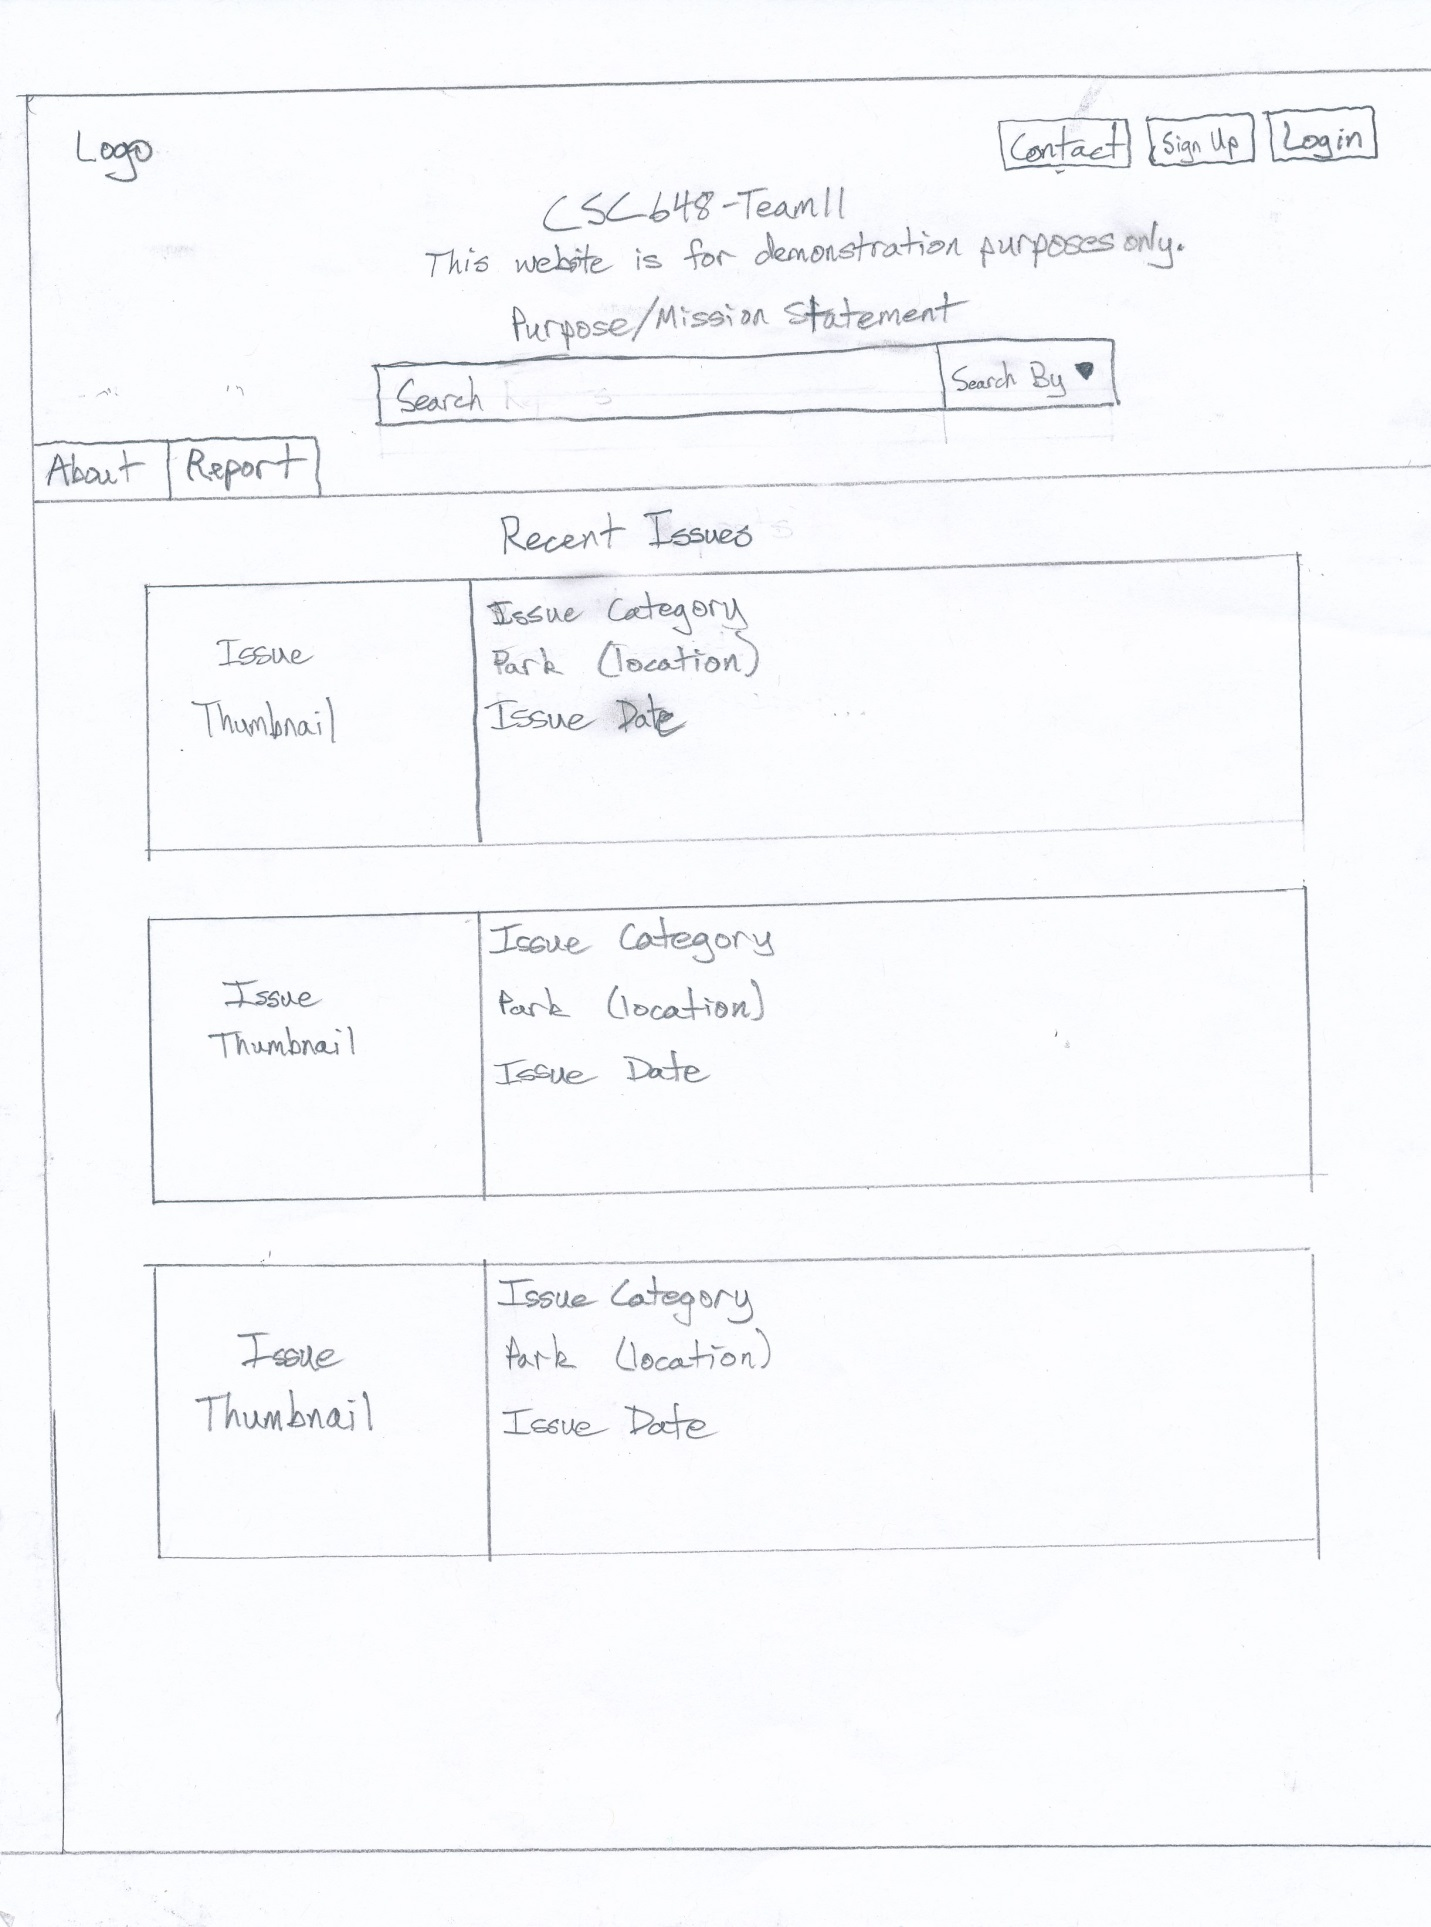 Logo
Contact Sign Up Login
CSC648-Team11
This website is for demonstration purposes only.
Purpose/Mission Statement
Search Search By
About Report
Recent Issues
Issue
Thumbnail
Issue Category
Park (location)
Issue Date
Issue
Thumbnail
Issue Category
Park (location)
Issue Date
Issue
Thumbnail
Issue Category
Park (location)
Issue Date